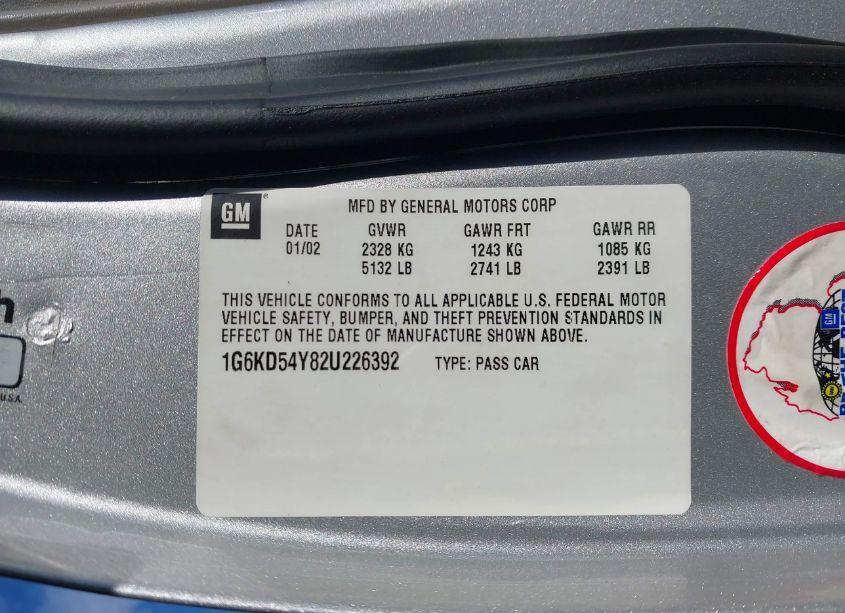 GM
MFD BY GENERAL MOTORS CORP
DATE GVWR GAWR FRT GAWR RR
01/02 2328 KG 1243 KG 1085 KG
5132 LB 2741 LB 2391 LB
THIS VEHICLE CONFORMS TO ALL APPLICABLE U.S. FEDERAL MOTOR
VEHICLE SAFETY, BUMPER, AND THEFT PREVENTION STANDARDS IN
EFFECT ON THE DATE OF MANUFACTURE SHOWN ABOVE.
1G6KD54Y82U226392 TYPE: PASS CAR
h
U.S.A.
GM